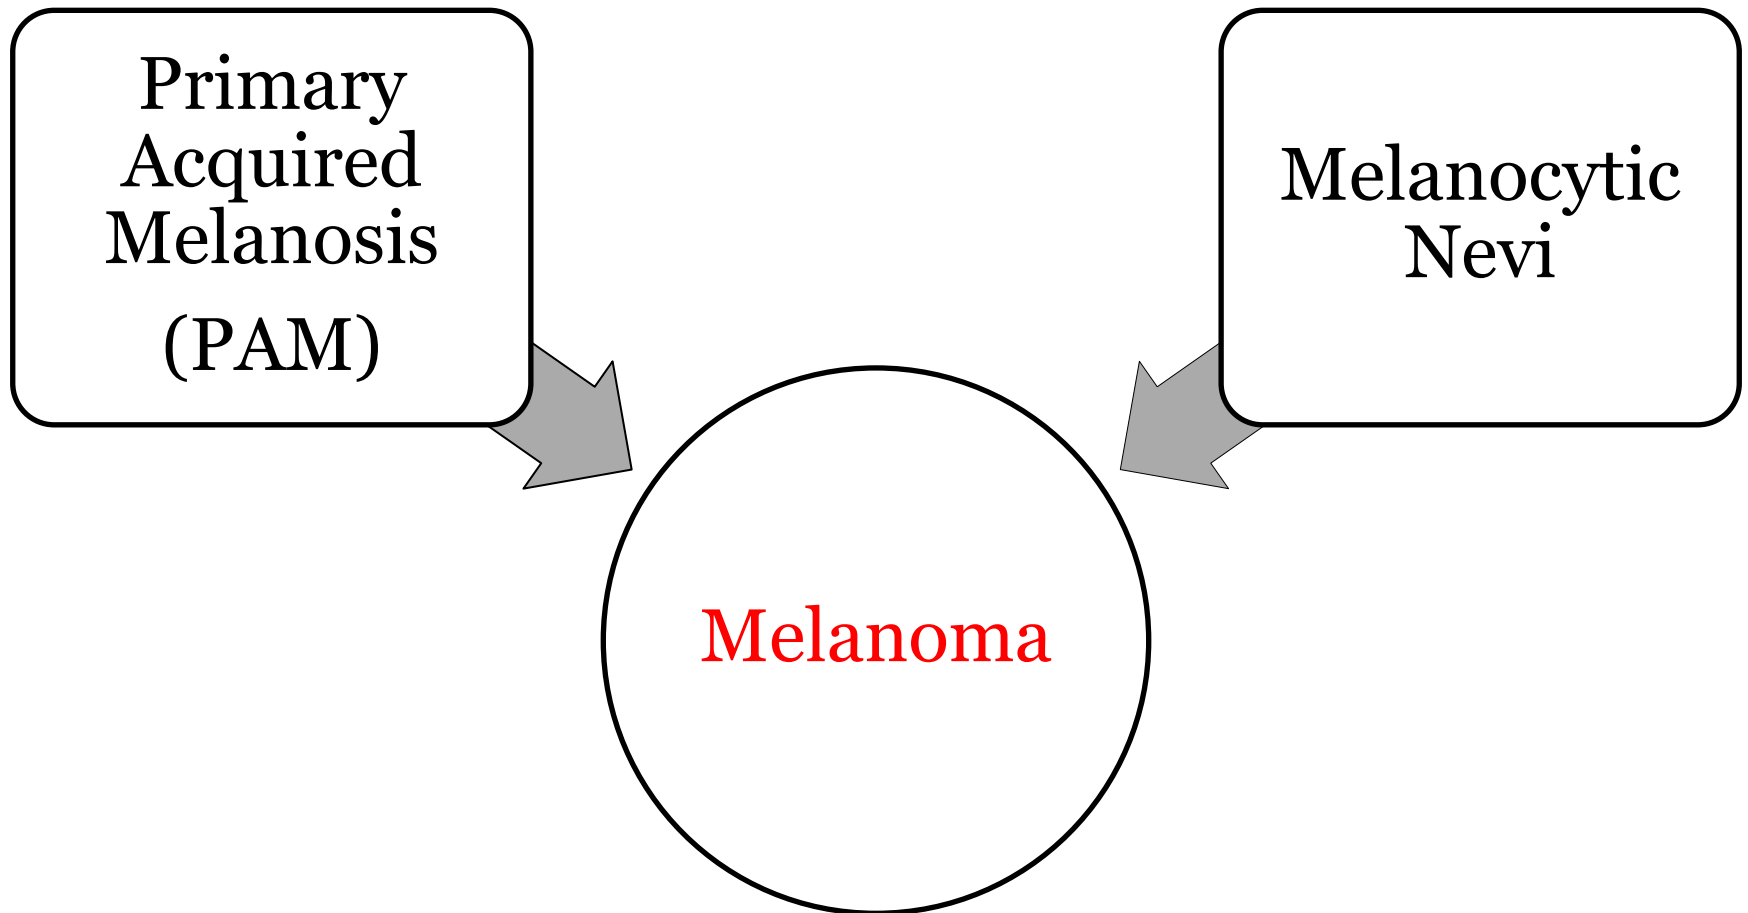 Primary
Acquired
Melanosis
(PAM)
Melanocytic
Nevi
Melanoma